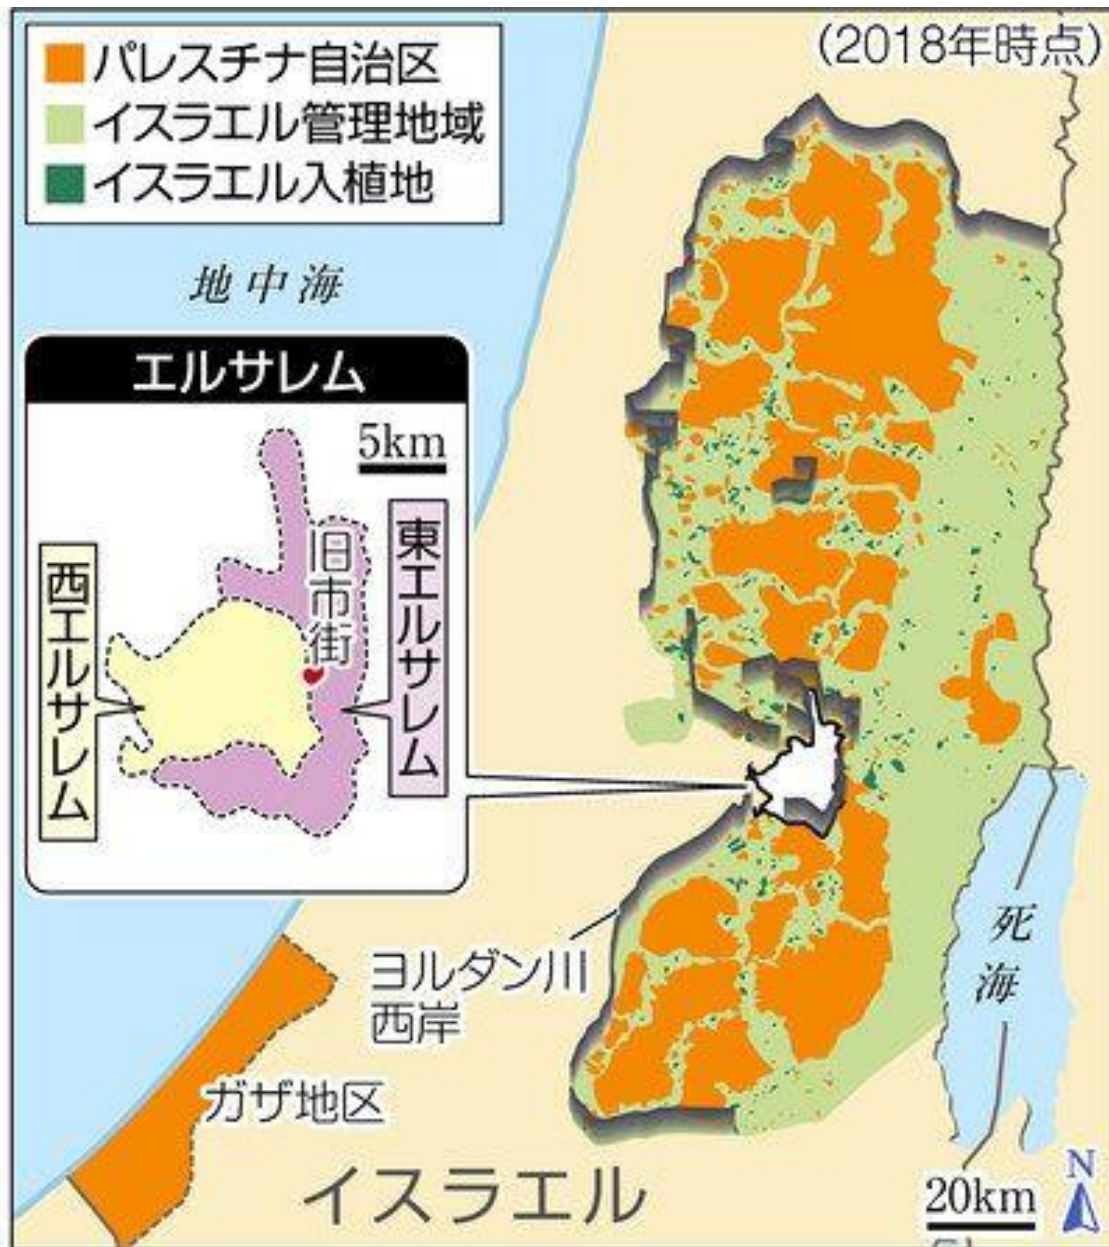 (2018年時点)
パレスチナ自治区
イスラエル管理地域
イスラエル入植地
地中海
エルサレム
5km
旧市街
東エルサレム
西エルサレム
ヨルダン川
西岸
死海
ガザ地区
イスラエル
20km
N